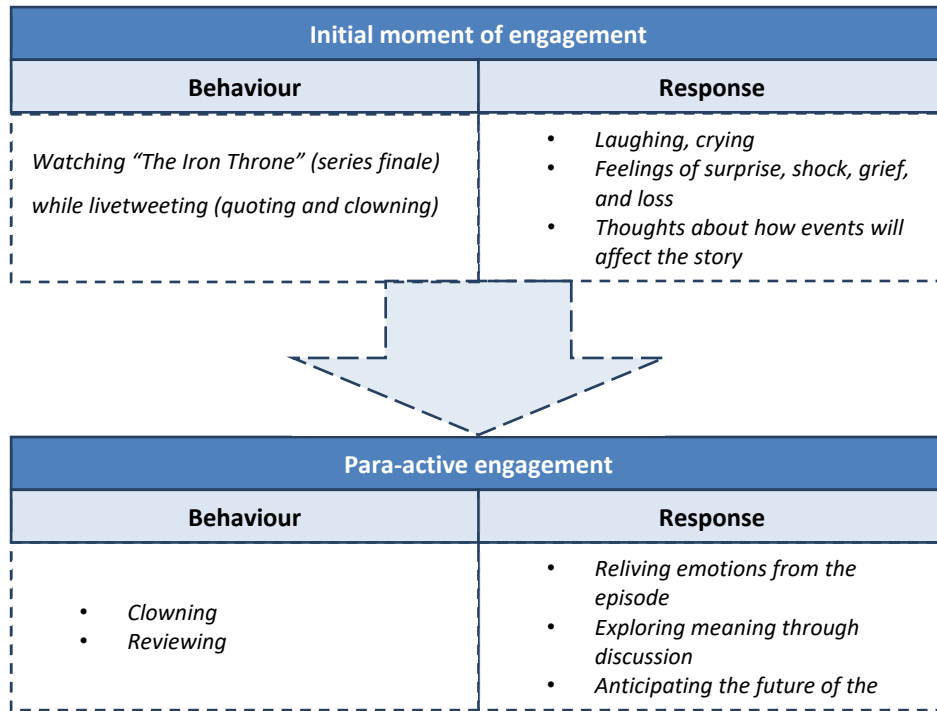 Initial moment of engagement
Behaviour
Response
Watching “The Iron Throne” (series finale)
while livetweeting (quoting and clowning)
• Laughing, crying
• Feelings of surprise, shock, grief,
and loss
• Thoughts about how events will
affect the story
Para-active engagement
Behaviour
Response
• Clowning
• Reviewing
• Reliving emotions from the
episode
• Exploring meaning through
discussion
• Anticipating the future of the